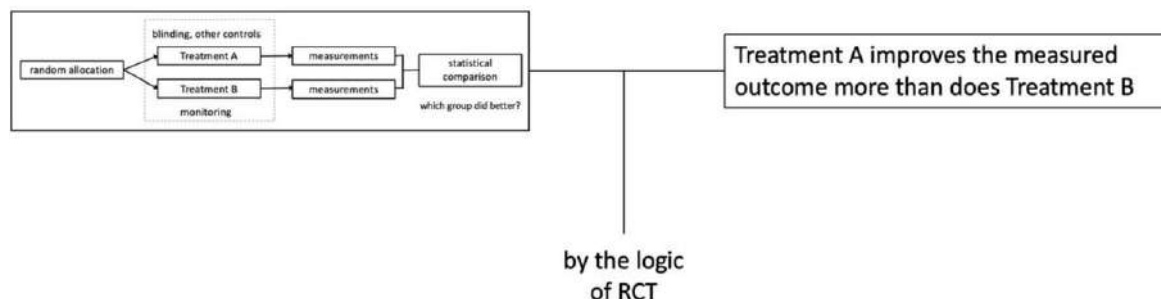 blinding, other controls
random allocation
Treatment A
measurements
Treatment B
measurements
monitoring
statistical
comparison
which group did better?
Treatment A improves the measured
outcome more than does Treatment B
by the logic
of RCT